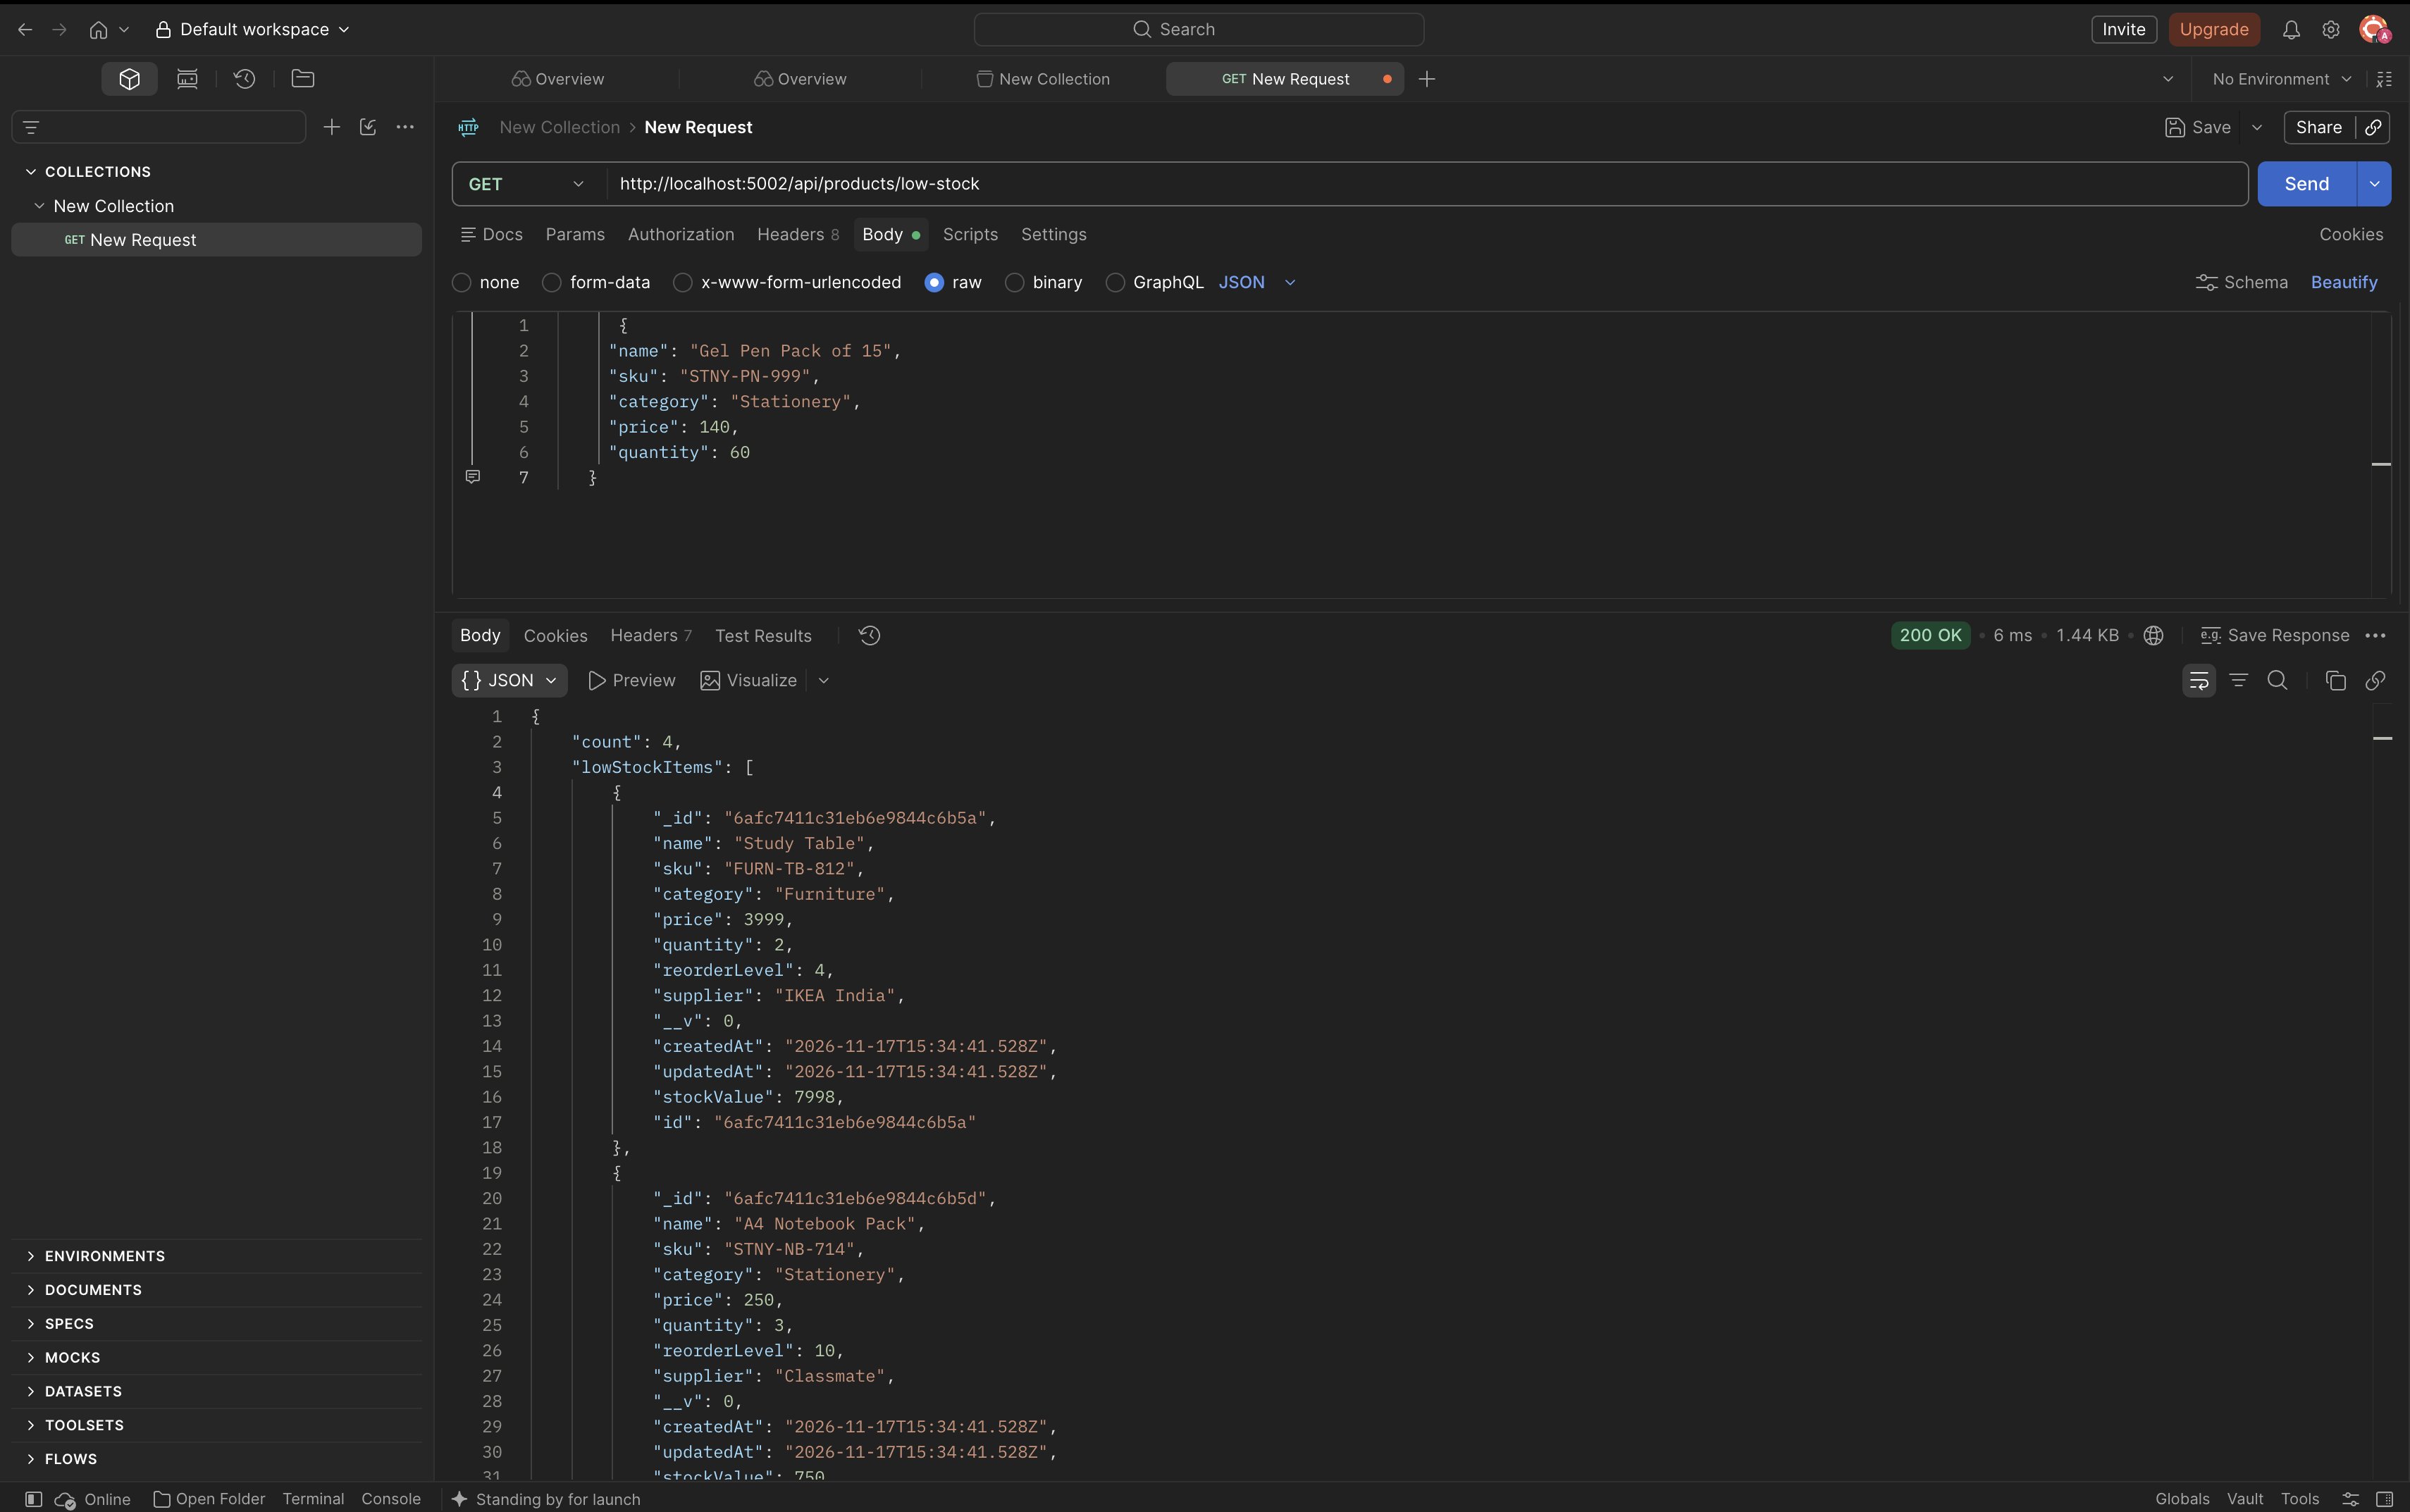 Default workspace
Search
Invite
Upgrade
A
Overview
Overview
New Collection
GET New Request
No Environment
HTTP New Collection > New Request
Save
Share
COLLECTIONS
New Collection
GET New Request
GET
http://localhost:5002/api/products/low-stock
Send
Docs Params Authorization Headers 8 Body Scripts Settings
Cookies
none form-data x-www-form-urlencoded raw binary GraphQL JSON
Schema Beautify
1 {
2 "name": "Gel Pen Pack of 15",
3 "sku": "STNY-PN-999",
4 "category": "Stationery",
5 "price": 140,
6 "quantity": 60
7 }
Body Cookies Headers 7 Test Results
200 OK 6 ms 1.44 KB e.g. Save Response
{} JSON Preview Visualize
1 {
2 "count": 4,
3 "lowStockItems": [
4 {
5 "_id": "6afc7411c31eb6e9844c6b5a",
6 "name": "Study Table",
7 "sku": "FURN-TB-812",
8 "category": "Furniture",
9 "price": 3999,
10 "quantity": 2,
11 "reorderLevel": 4,
12 "supplier": "IKEA India",
13 "__v": 0,
14 "createdAt": "2026-11-17T15:34:41.528Z",
15 "updatedAt": "2026-11-17T15:34:41.528Z",
16 "stockValue": 7998,
17 "id": "6afc7411c31eb6e9844c6b5a"
18 },
19 {
20 "_id": "6afc7411c31eb6e9844c6b5d",
21 "name": "A4 Notebook Pack",
22 "sku": "STNY-NB-714",
23 "category": "Stationery",
24 "price": 250,
25 "quantity": 3,
26 "reorderLevel": 10,
27 "supplier": "Classmate",
28 "__v": 0,
29 "createdAt": "2026-11-17T15:34:41.528Z",
30 "updatedAt": "2026-11-17T15:34:41.528Z",
31 "stockValue": 750
ENVIRONMENTS
DOCUMENTS
SPECS
MOCKS
DATASETS
TOOLSETS
FLOWS
Online Open Folder Terminal Console Standing by for launch
Globals Vault Tools